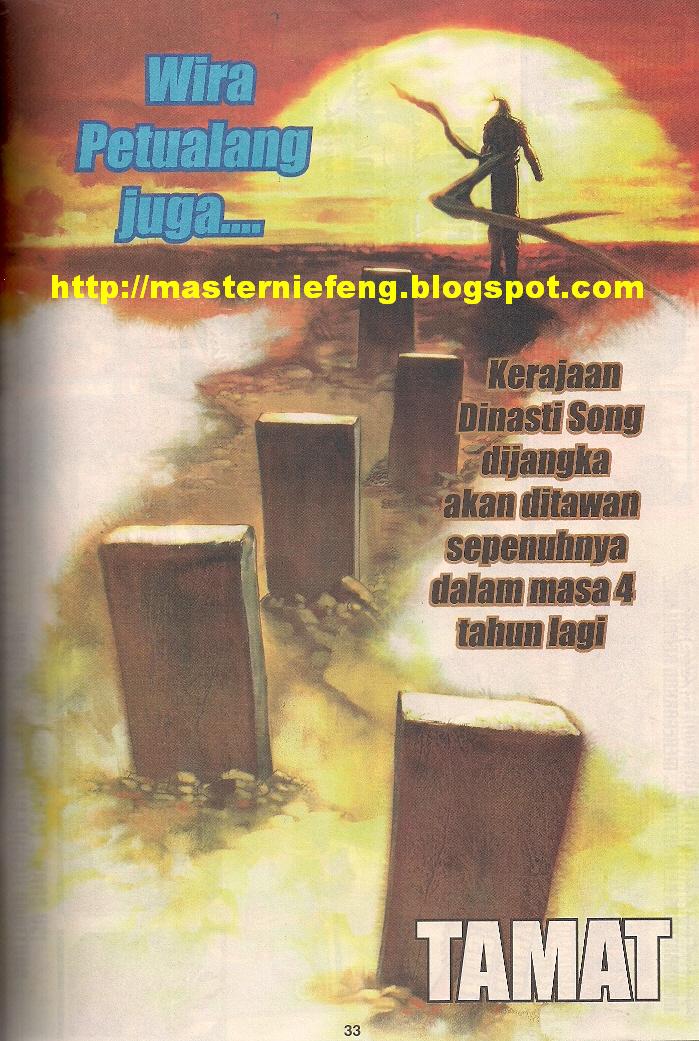 Wira
Petualang
juga....
http://masterniefeng.blogspot.com
Kerajaan
Dinasti Song
dijangka
akan ditawan
sepenuhnya
dalam masa 4
tahun lagi
TAMAT
33